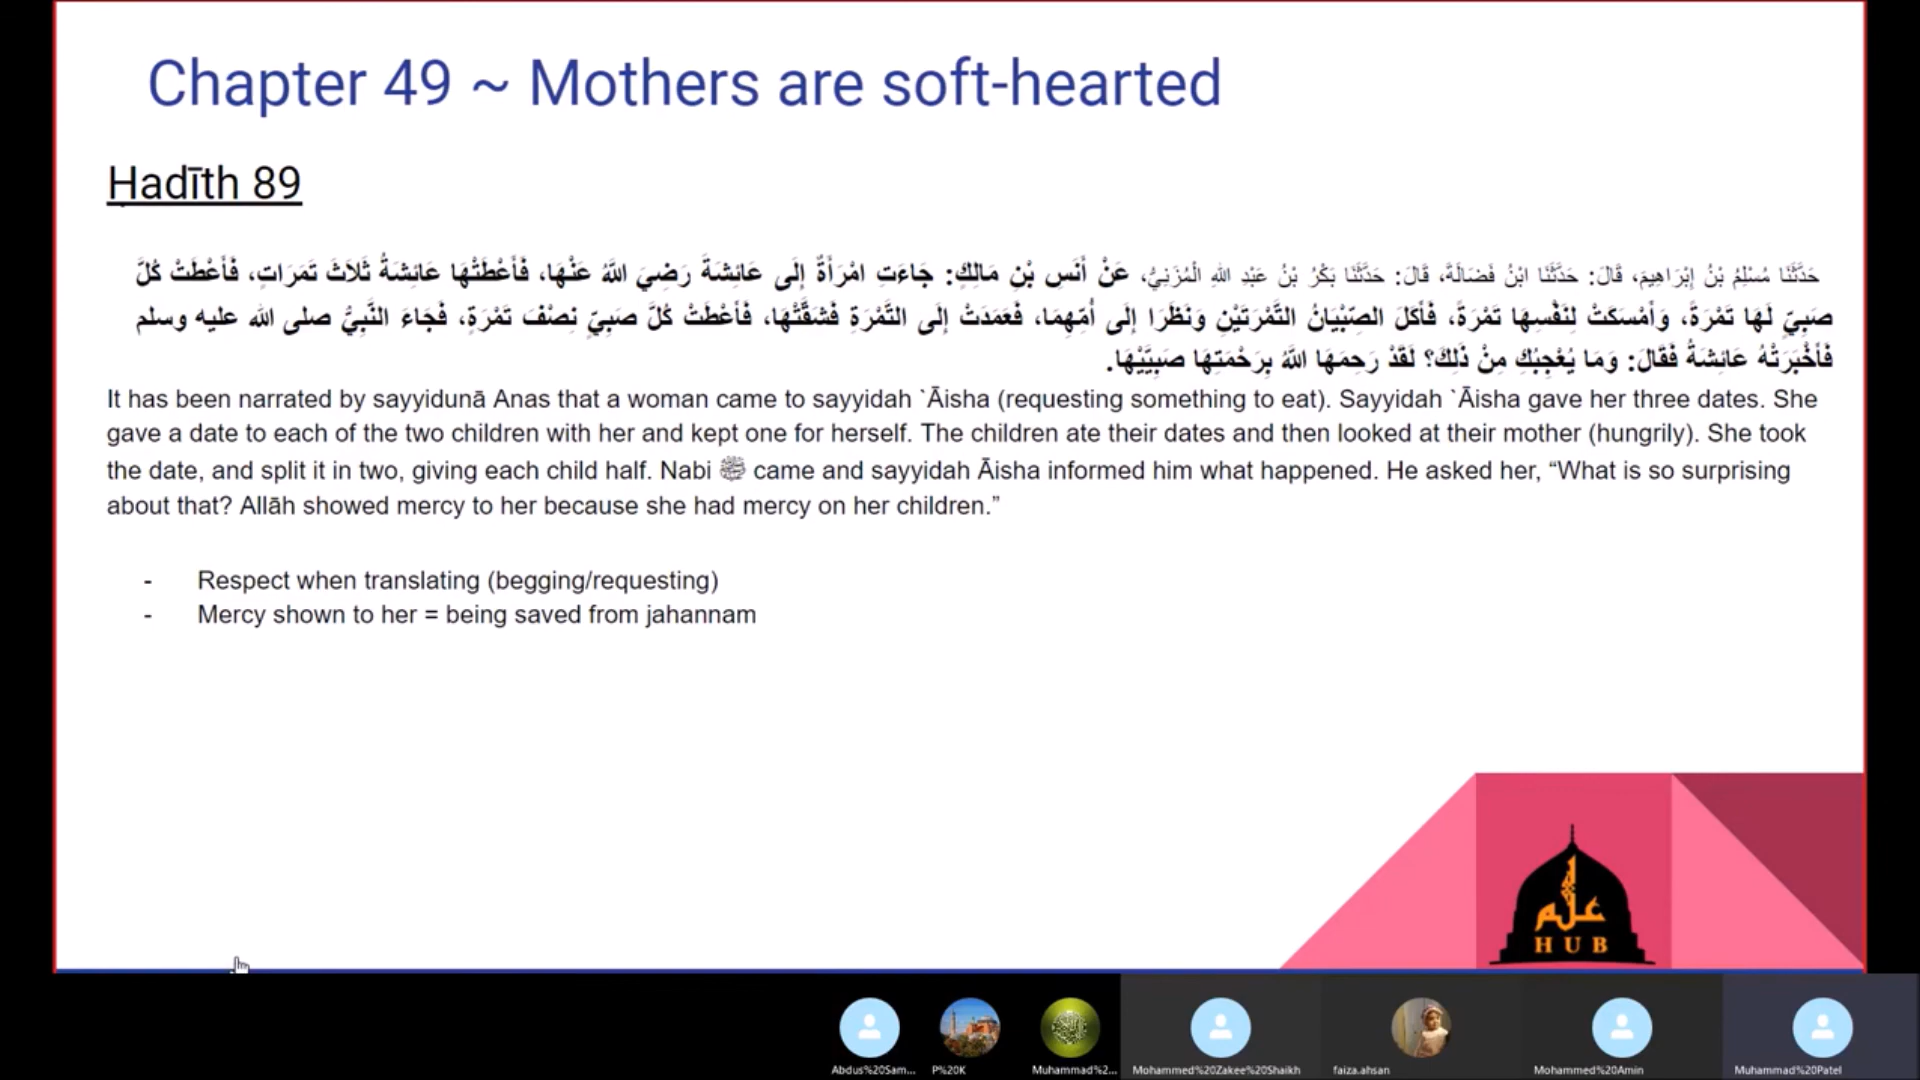 Chapter 49 ~ Mothers are soft-hearted
Ḥadīth 89
حَدَّثَنَا مُسْلِمُ بْنُ إِبْرَاهِيمَ، قَالَ: حَدَّثَنَا ابْنُ فَضَالَةَ، قَالَ: حَدَّثَنَا بَكْرُ بْنُ عَبْدِ اللهِ الْمُزَنِيُّ، عَنْ أَنَسِ بْنِ مَالِكٍ: جَاءَتِ امْرَأَةٌ إِلَى عَائِشَةَ رَضِيَ اللهُ عَنْهَا، فَأَعْطَتْهَا عَائِشَةُ ثَلاَثَ تَمَرَاتٍ، فَأَعْطَتْ كُلَّ
صَبِيٍّ لَهَا تَمْرَةً، وَأَمْسَكَتْ لِنَفْسِهَا تَمْرَةً، فَأَكَلَ الصِّبْيَانُ التَّمْرَتَيْنِ وَنَظَرَا إِلَى أُمِّهِمَا، فَعَمَدَتْ إِلَى التَّمْرَةِ فَشَقَّتْهَا، فَأَعْطَتْ كُلَّ صَبِيٍّ نِصْفَ تَمْرَةٍ، فَجَاءَ النَّبِيُّ صلى الله عليه وسلم
فَأَخْبَرَتْهُ عَائِشَةُ فَقَالَ: وَمَا يُعْجِبُكِ مِنْ ذَلِكَ؟ لَقَدْ رَحِمَهَا اللهُ بِرَحْمَتِهَا صَبِيَّيْهَا.
It has been narrated by sayyidunā Anas that a woman came to sayyidah `Āisha (requesting something to eat). Sayyidah `Āisha gave her three dates. She
gave a date to each of the two children with her and kept one for herself. The children ate their dates and then looked at their mother (hungrily). She took
the date, and split it in two, giving each child half. Nabi ﷺ came and sayyidah Āisha informed him what happened. He asked her, “What is so surprising
about that? Allāh showed mercy to her because she had mercy on her children.”
- Respect when translating (begging/requesting)
- Mercy shown to her = being saved from jahannam
علم
HUB
Abdus%20Sam...
P%20K
Muhammad%2...
Mohammed%20Zakee%20Shaikh
faiza.ahsan
Mohammed%20Amin
Muhammad%20Patel